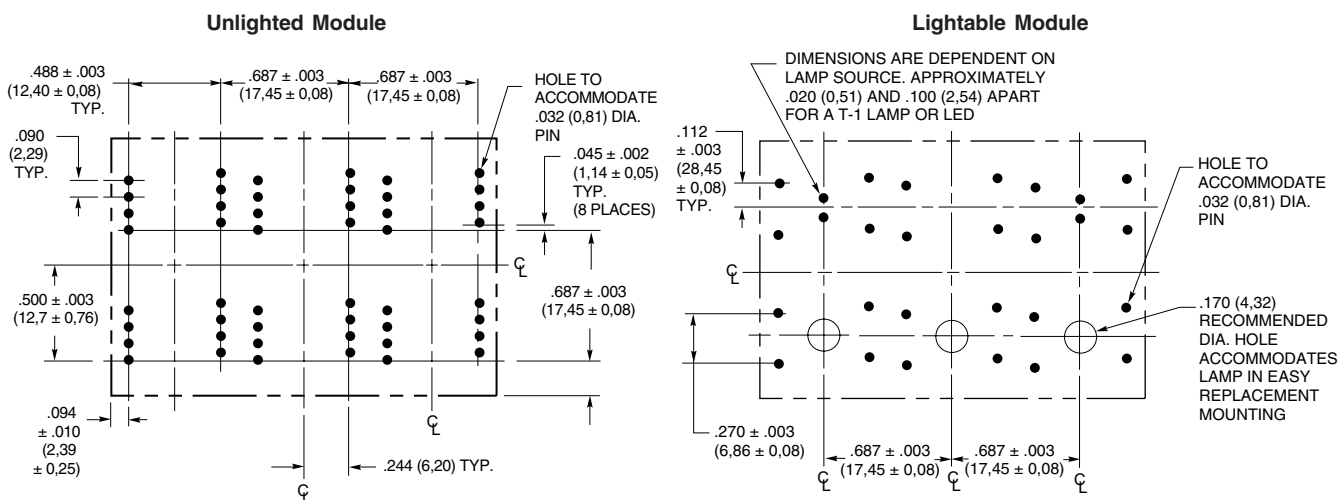 Unlighted Module
.488 ± .003
(12,40 ± 0,08)
TYP.
.687 ± .003
(17,45 ± 0,08)
.687 ± .003
(17,45 ± 0,08)
HOLE TO
ACCOMMODATE
.032 (0,81) DIA.
PIN
.090
(2,29)
TYP.
.045 ± .002
(1,14 ± 0,05)
TYP.
(8 PLACES)
℄
.500 ± .003
(12,7 ± 0,76)
.687 ± .003
(17,45 ± 0,08)
.094
± .010
(2,39
± 0,25)
℄
.244 (6,20) TYP.
℄
Lightable Module
DIMENSIONS ARE DEPENDENT ON
LAMP SOURCE. APPROXIMATELY
.020 (0,51) AND .100 (2,54) APART
FOR A T-1 LAMP OR LED
.112
± .003
(28,45
± 0,08)
TYP.
HOLE TO
ACCOMMODATE
.032 (0,81) DIA.
PIN
℄
.170 (4,32)
RECOMMENDED
DIA. HOLE
ACCOMMODATES
LAMP IN EASY
REPLACEMENT
MOUNTING
.270 ± .003
(6,86 ± 0,08)
.687 ± .003
(17,45 ± 0,08)
.687 ± .003
(17,45 ± 0,08)
℄
℄
℄